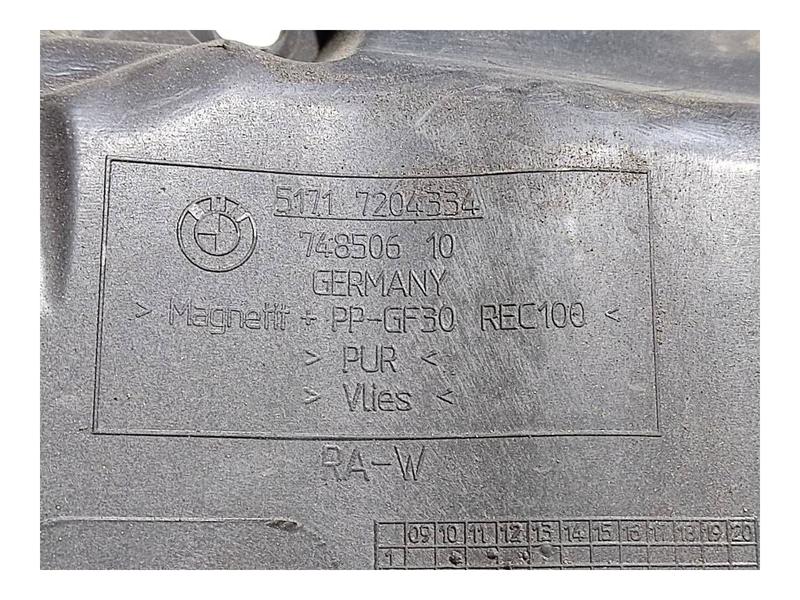 5171 7204334
748506 10
GERMANY
> Magnetit + PP-GF30 REC100 <
> PUR <
> Vlies <
RA-W
09 10 11 12 13 14 15 16 17 18 19 20
1